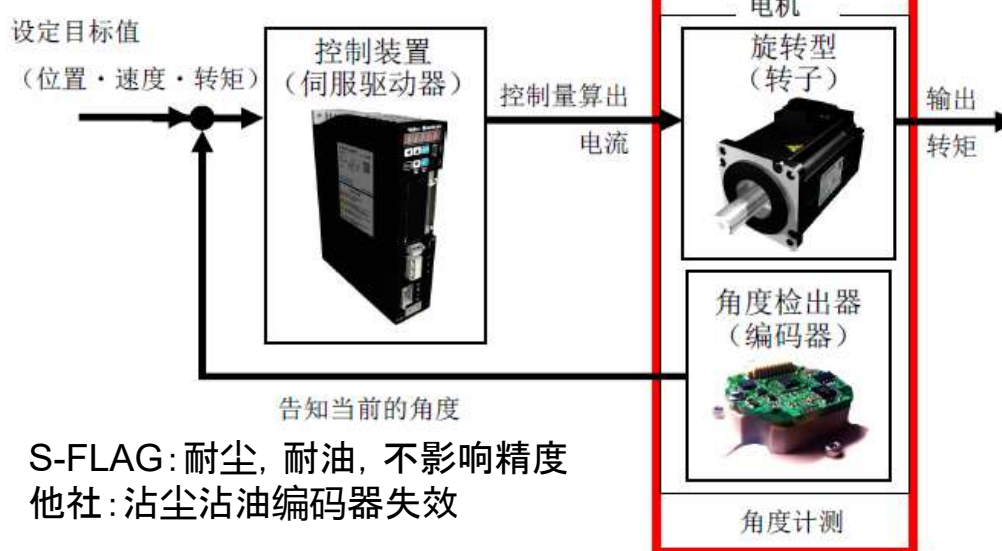 电机
设定目标值
（位置・速度・转矩）
控制装置
（伺服驱动器）
控制量算出
电流
旋转型
（转子）
输出
转矩
角度检出器
（编码器）
告知当前的角度
S-FLAG：耐尘，耐油，不影响精度
他社：沾尘沾油编码器失效
角度计测